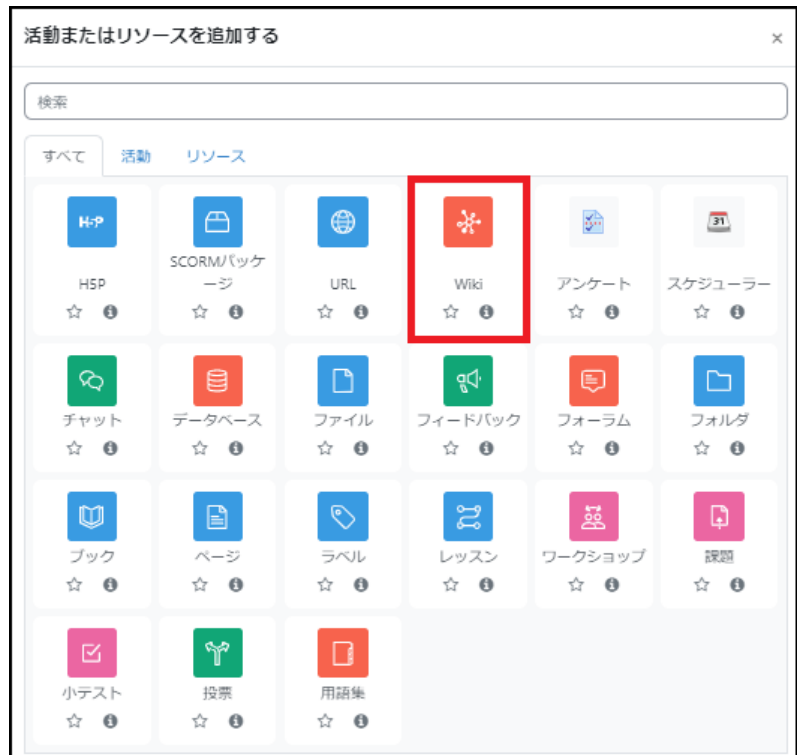 活動またはリソースを追加する ×
検索
すべて 活動 リソース
H5P 31
SCORMパッケ
H5P ージ URL Wiki アンケート スケジューラー
チャット データベース ファイル フィードバック フォーラム フォルダ
ブック ページ ラベル レッスン ワークショップ 課題
小テスト 投票 用語集